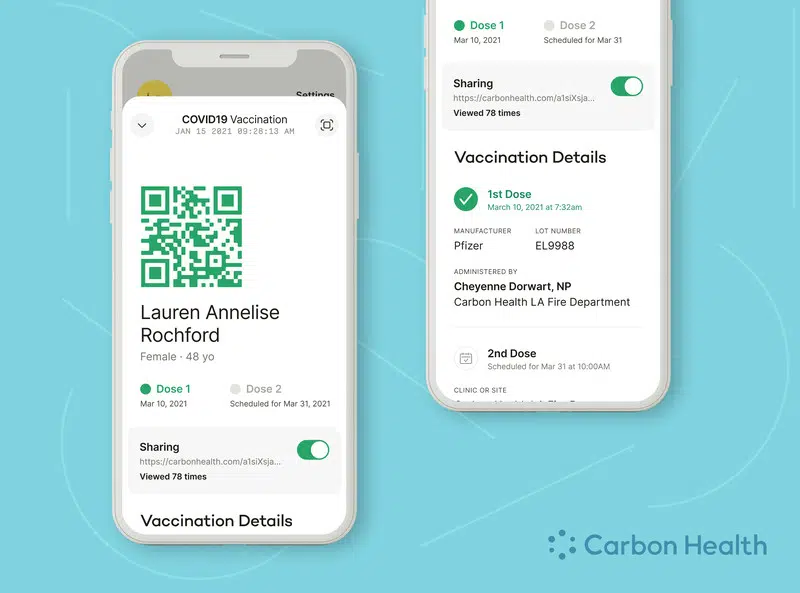 Settings
COVID19 Vaccination
JAN 15 2021 09:28:13 AM
Lauren Annelise
Rochford
Female · 48 yo
Dose 1
Dose 2
Mar 10, 2021
Scheduled for Mar 31, 2021
Sharing
https://carbonhealth.com/a1siXsja...
Viewed 78 times
Vaccination Details
Dose 1
Dose 2
Mar 10, 2021
Scheduled for Mar 31
Sharing
https://carbonhealth.com/a1siXsja...
Viewed 78 times
Vaccination Details
1st Dose
March 10, 2021 at 7:32am
MANUFACTURER
LOT NUMBER
Pfizer
EL9988
ADMINISTERED BY
Cheyenne Dorwart, NP
Carbon Health LA Fire Department
2nd Dose
Scheduled for Mar 31 at 10:00AM
CLINIC OR SITE
Carbon Health